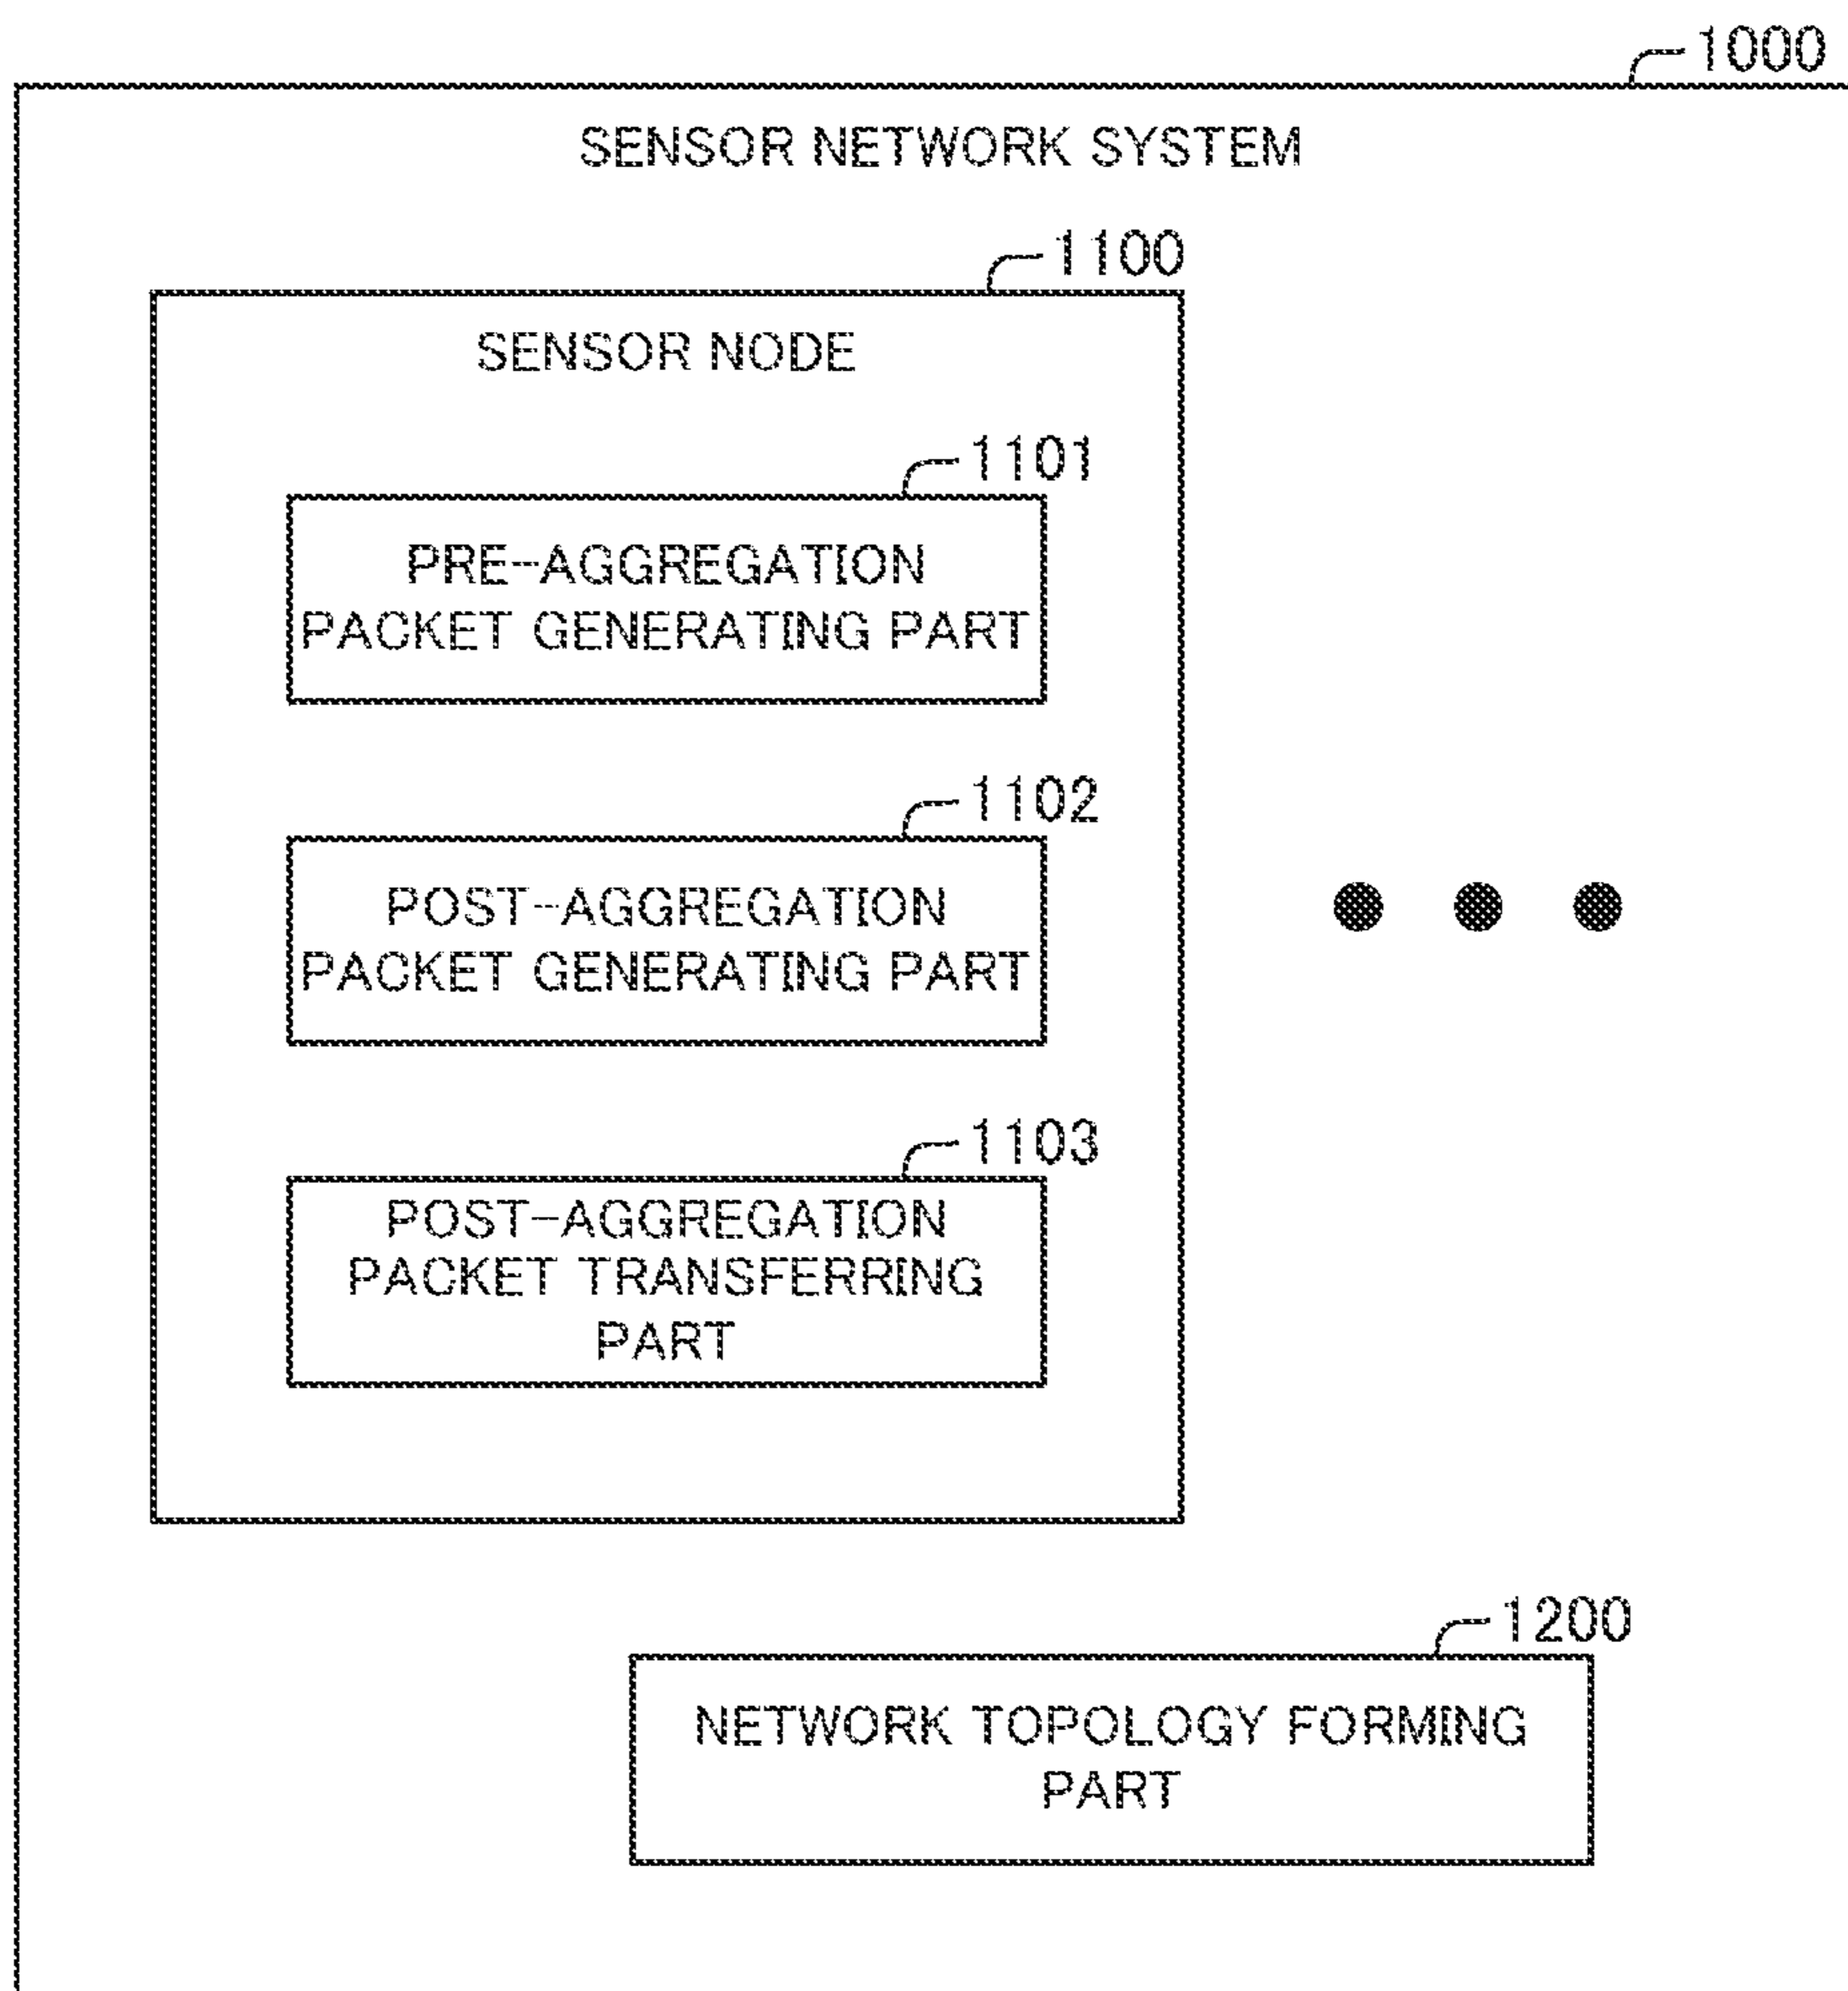 1000
SENSOR NETWORK SYSTEM
1100
SENSOR NODE
1101
PRE-AGGREGATION
PACKET GENERATING PART
1102
POST-AGGREGATION
PACKET GENERATING PART
1103
POST-AGGREGATION
PACKET TRANSFERRING
PART
1200
NETWORK TOPOLOGY FORMING
PART